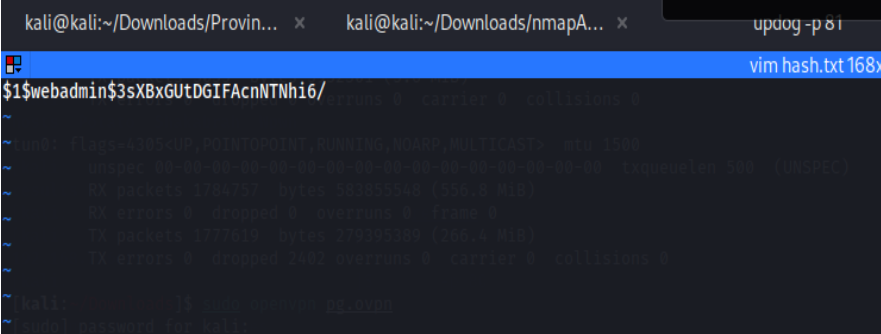 kali@kali:~/Downloads/Provin... × kali@kali:~/Downloads/nmapA... × updog -p 81
vim hash.txt 168x
$1$webadmin$3sXBxGUtDGIFAcnNTNhi6/
overruns 0 carrier 0 collisions 0
~
~tun0: flags=4305<UP,POINTOPOINT,RUNNING,NOARP,MULTICAST> mtu 1500
~ unspec 00-00-00-00-00-00-00-00-00-00-00-00-00-00-00-00 txqueuelen 500 (UNSPEC)
~ RX packets 1784757 bytes 583855548 (556.8 MiB)
~ RX errors 0 dropped 0 overruns 0 frame 0
~ TX packets 1777619 bytes 279395389 (266.4 MiB)
~ TX errors 0 dropped 2402 overruns 0 carrier 0 collisions 0
~
~[kali: ]$ sudo openvpn pg.ovpn
~[sudo] password for kali: